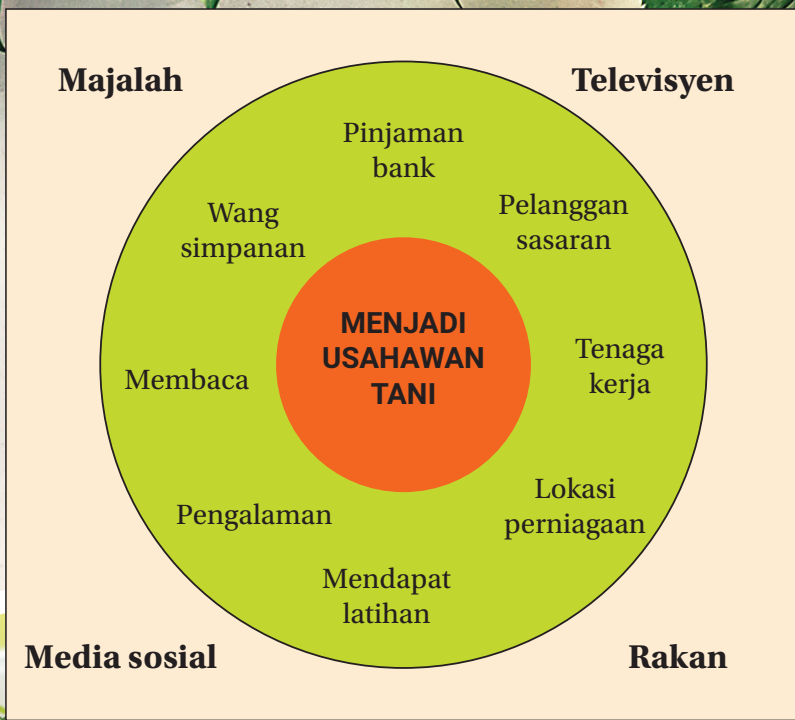 Majalah
Televisyen
Pinjaman
bank
Wang
simpanan
Pelanggan
sasaran
MENJADI
USAHAWAN
TANI
Membaca
Tenaga
kerja
Pengalaman
Lokasi
perniagaan
Mendapat
latihan
Media sosial
Rakan